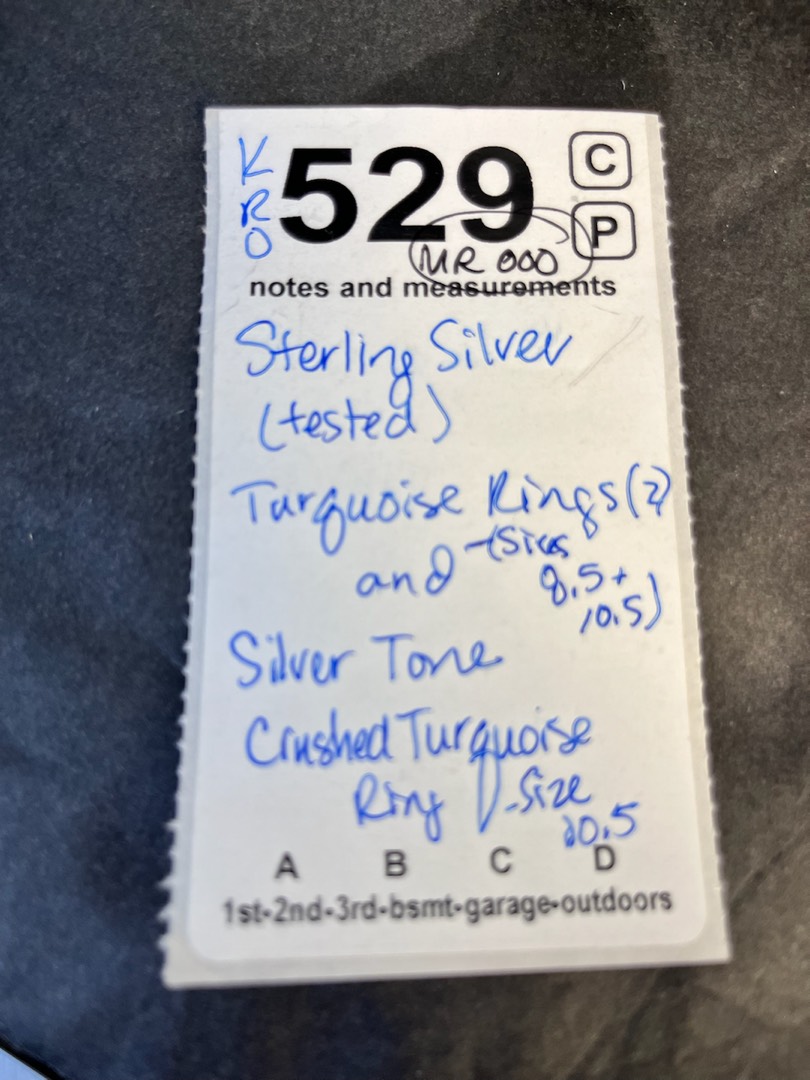 KRO
529
C
P
MR 000
notes and measurements
Sterling Silver
(tested)
Turquoise Rings (2)
and - (Sizes
8.5 +
10.5)
Silver Tone
Crushed Turquoise
Ring - Size
10.5
A B C D
1st-2nd-3rd-bsmt-garage-outdoors